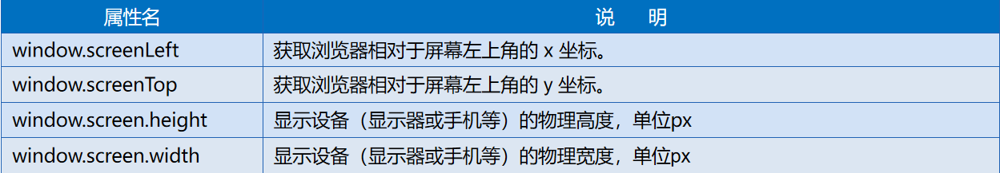 属性名 说 明
window.screenLeft 获取浏览器相对于屏幕左上角的 x 坐标。
window.screenTop 获取浏览器相对于屏幕左上角的 y 坐标。
window.screen.height 显示设备（显示器或手机等）的物理高度，单位px
window.screen.width 显示设备（显示器或手机等）的物理宽度，单位px